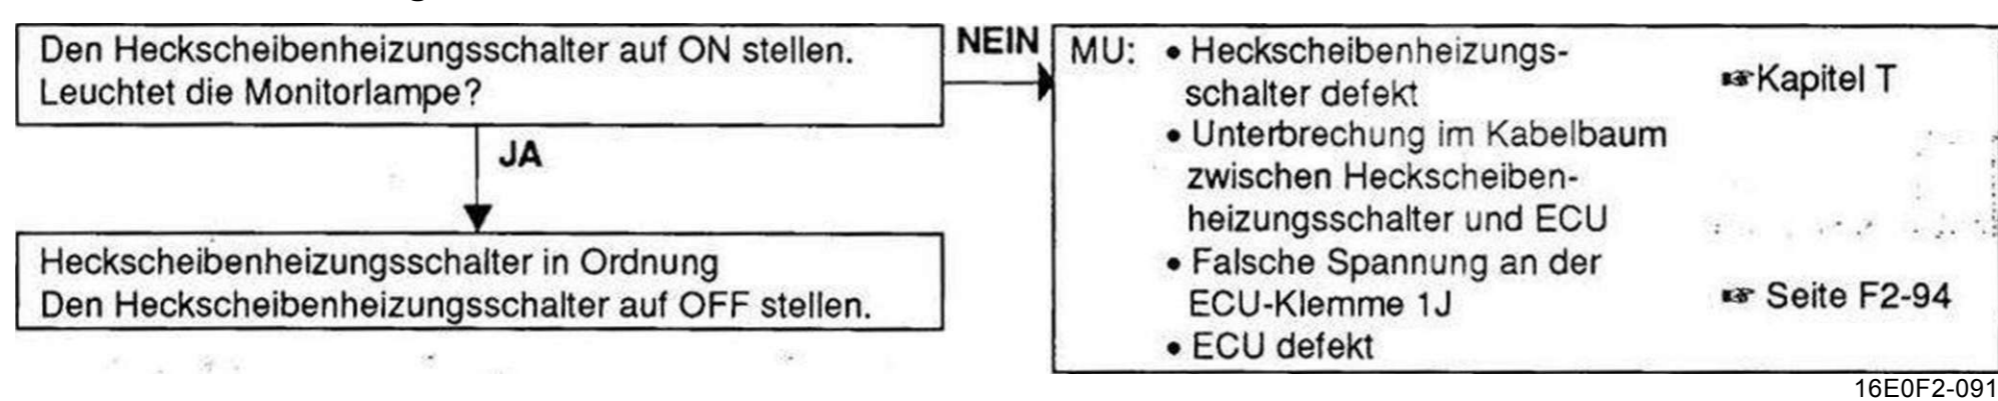 Den Heckscheibenheizungsschalter auf ON stellen.
Leuchtet die Monitorlampe?
NEIN
JA
Heckscheibenheizungsschalter in Ordnung
Den Heckscheibenheizungsschalter auf OFF stellen.
MU: • Heckscheibenheizungs-
schalter defekt
☞Kapitel T
• Unterbrechung im Kabelbaum
zwischen Heckscheiben-
heizungsschalter und ECU
• Falsche Spannung an der
ECU-Klemme 1J
☞ Seite F2-94
• ECU defekt
16E0F2-091